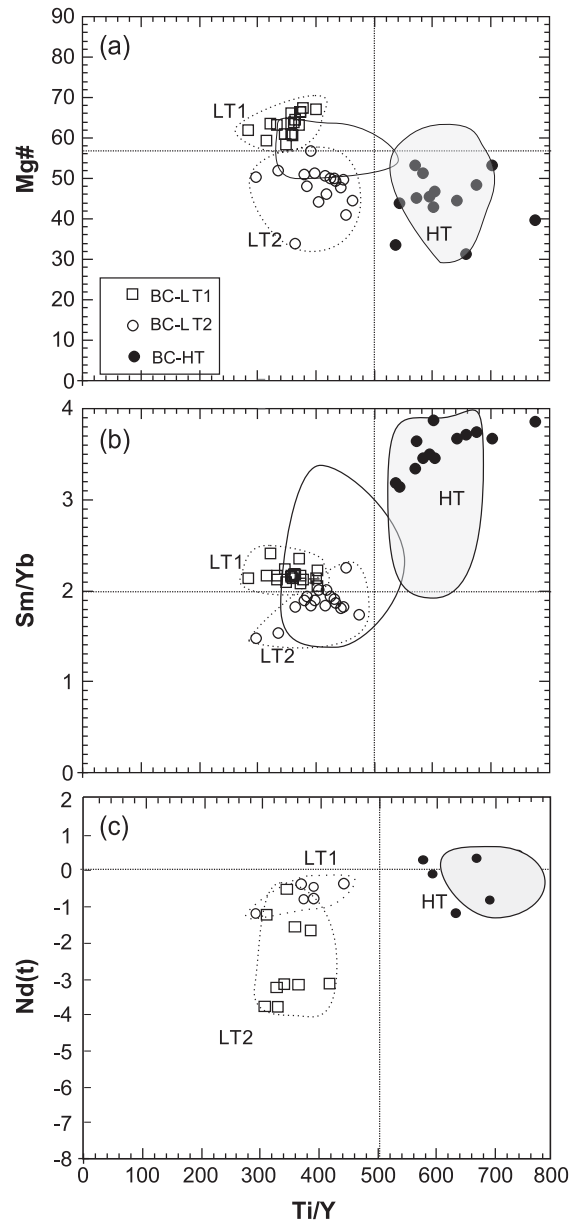 (a)
90
80
70
60
50
40
30
20
10
0
Mg#
LT1
LT2
HT
BC-LT1
BC-LT2
BC-HT
(b)
4
3
2
1
0
Sm/Yb
LT1
LT2
HT
(c)
2
1
0
-1
-2
-3
-4
-5
-6
-7
-8
Nd(t)
LT1
LT2
HT
0 100 200 300 400 500 600 700 800
Ti/Y